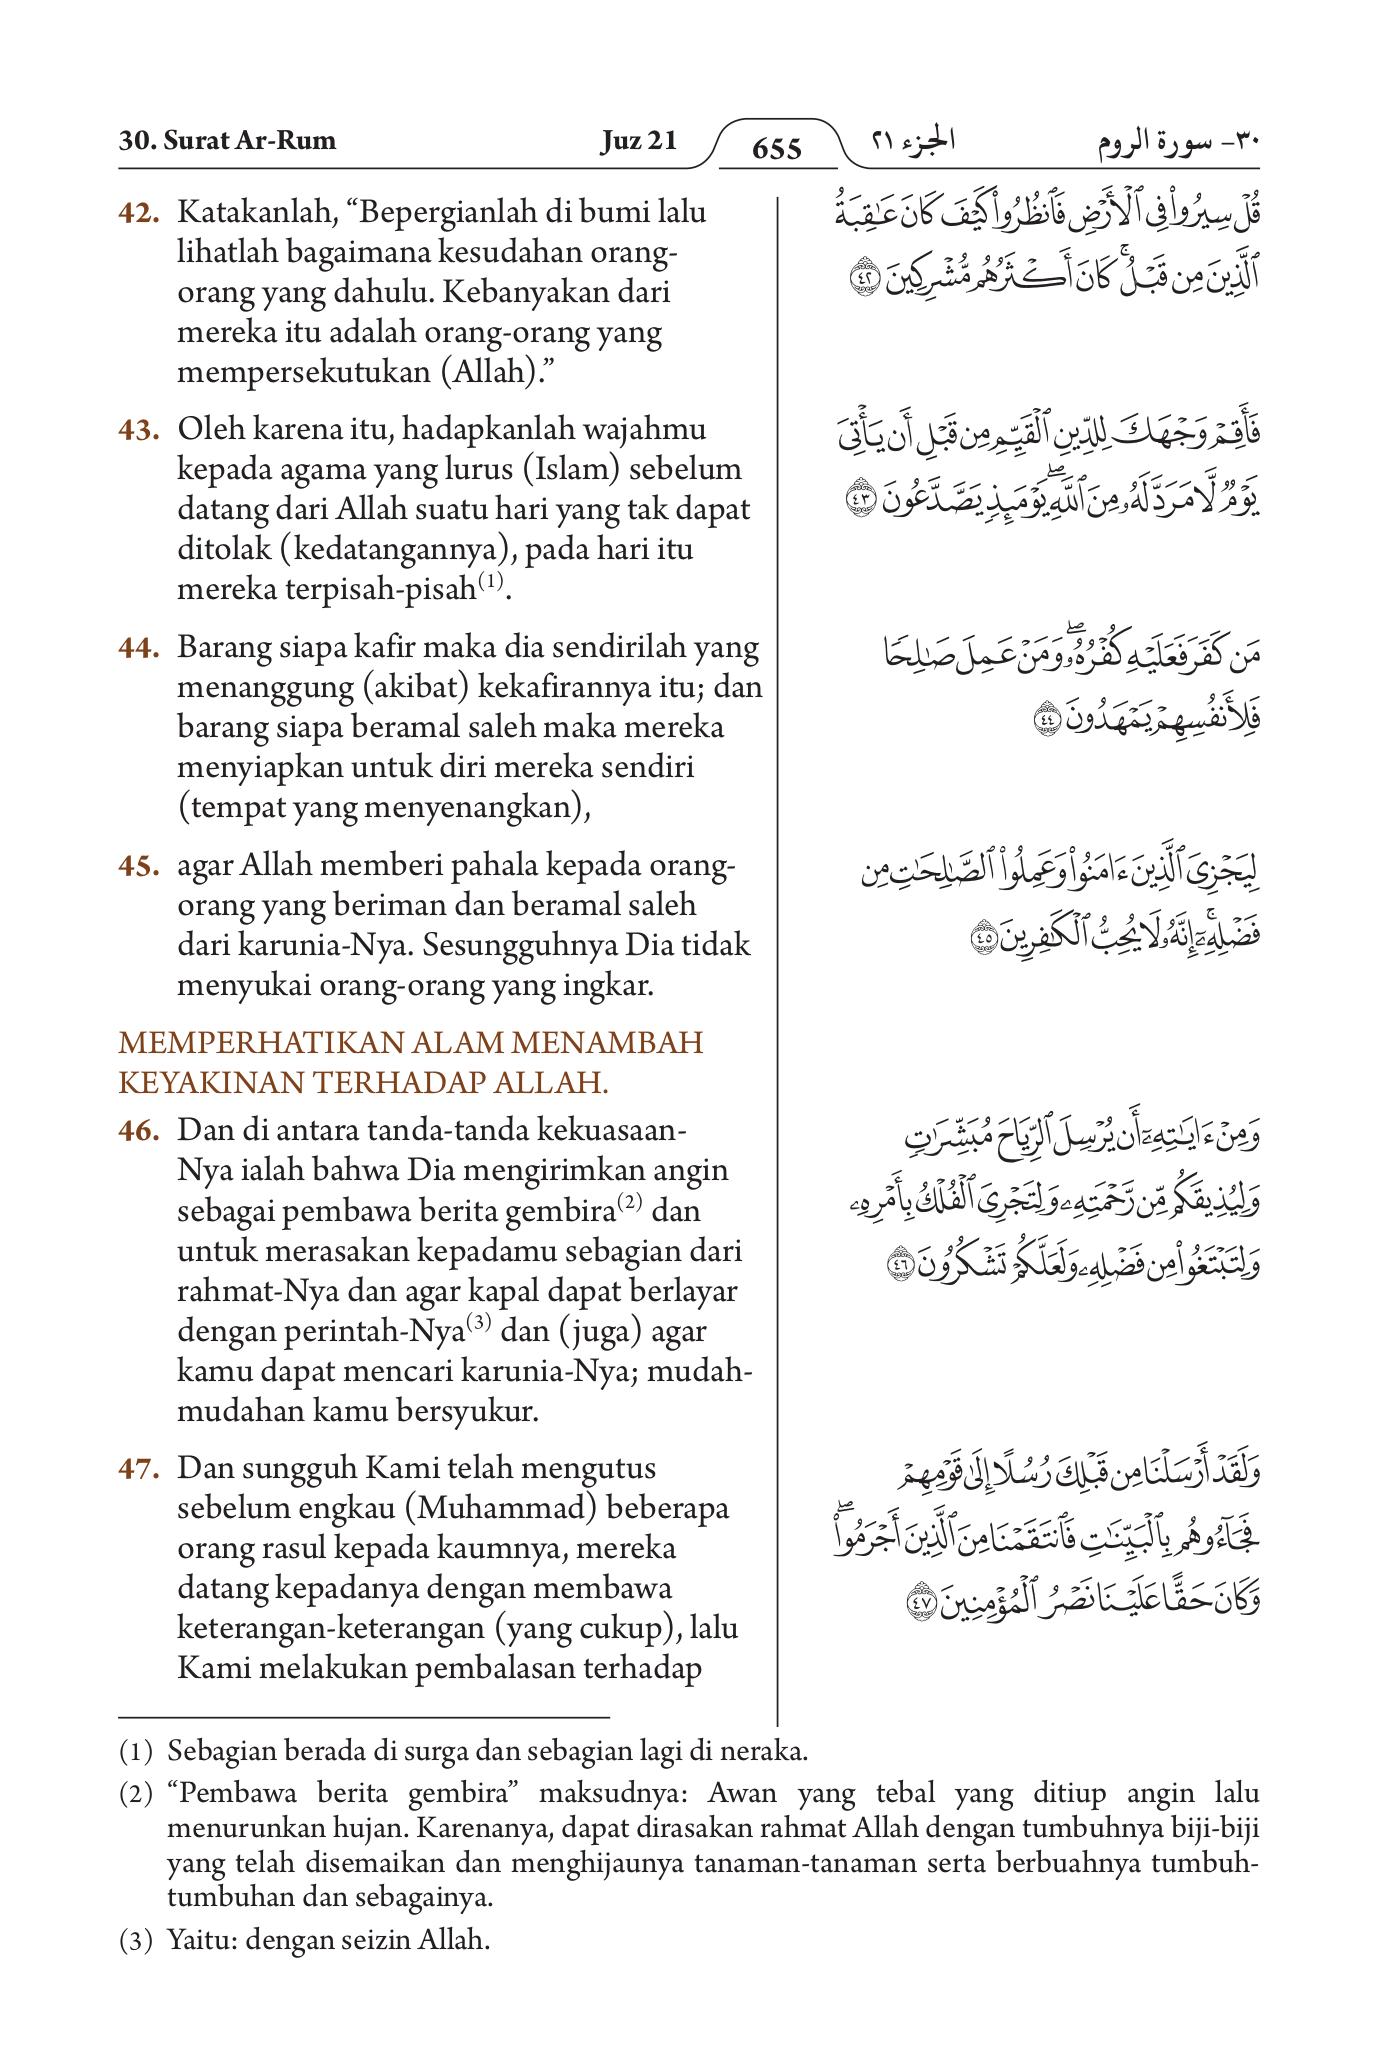 30. Surat Ar-Rum
Juz 21
655
الجزء ٢١
٣٠- سورة الروم
42. Katakanlah, “Bepergianlah di bumi lalu
lihatlah bagaimana kesudahan orang-
orang yang dahulu. Kebanyakan dari
mereka itu adalah orang-orang yang
mempersekutukan (Allah).”
43. Oleh karena itu, hadapkanlah wajahmu
kepada agama yang lurus (Islam) sebelum
datang dari Allah suatu hari yang tak dapat
ditolak (kedatangannya), pada hari itu
mereka terpisah-pisah(1).
44. Barang siapa kafir maka dia sendirilah yang
menanggung (akibat) kekafirannya itu; dan
barang siapa beramal saleh maka mereka
menyiapkan untuk diri mereka sendiri
(tempat yang menyenangkan),
45. agar Allah memberi pahala kepada orang-
orang yang beriman dan beramal saleh
dari karunia-Nya. Sesungguhnya Dia tidak
menyukai orang-orang yang ingkar.
MEMPERHATIKAN ALAM MENAMBAH
KEYAKINAN TERHADAP ALLAH.
46. Dan di antara tanda-tanda kekuasaan-
Nya ialah bahwa Dia mengirimkan angin
sebagai pembawa berita gembira(2) dan
untuk merasakan kepadamu sebagian dari
rahmat-Nya dan agar kapal dapat berlayar
dengan perintah-Nya(3) dan (juga) agar
kamu dapat mencari karunia-Nya; mudah-
mudahan kamu bersyukur.
47. Dan sungguh Kami telah mengutus
sebelum engkau (Muhammad) beberapa
orang rasul kepada kaumnya, mereka
datang kepadanya dengan membawa
keterangan-keterangan (yang cukup), lalu
Kami melakukan pembalasan terhadap
قُلْ سِيرُوا۟ فِى ٱلْأَرْضِ فَٱنظُرُوا۟ كَيْفَ كَانَ عَـٰقِبَةُ
ٱلَّذِينَ مِن قَبْلُ ۚ كَانَ أَكْثَرُهُم مُّشْرِكِينَ ٤٢
فَأَقِمْ وَجْهَكَ لِلدِّينِ ٱلْقَيِّمِ مِن قَبْلِ أَن يَأْتِىَ
يَوْمٌ لَّا مَرَدَّ لَهُۥ مِنَ ٱللَّهِ ۖ يَوْمَئِذٍ يَصَّدَّعُونَ ٤٣
مَن كَفَرَ فَعَلَيْهِ كُفْرُهُۥ ۖ وَمَنْ عَمِلَ صَـٰلِحًا
فَلِأَنفُسِهِمْ يَمْهَدُونَ ٤٤
لِيَجْزِىَ ٱلَّذِينَ ءَامَنُوا۟ وَعَمِلُوا۟ ٱلصَّـٰلِحَـٰتِ مِن
فَضْلِهِۦٓ ۚ إِنَّهُۥ لَا يُحِبُّ ٱلْكَـٰفِرِينَ ٤٥
وَمِنْ ءَايَـٰتِهِۦٓ أَن يُرْسِلَ ٱلرِّيَاحَ مُبَشِّرَٰتٍ
وَلِيُذِيقَكُم مِّن رَّحْمَتِهِۦ وَلِتَجْرِىَ ٱلْفُلْكُ بِأَمْرِهِۦ
وَلِتَبْتَغُوا۟ مِن فَضْلِهِۦ وَلَعَلَّكُمْ تَشْكُرُونَ ٤٦
وَلَقَدْ أَرْسَلْنَا مِن قَبْلِكَ رُسُلًا إِلَىٰ قَوْمِهِمْ
فَجَآءُوهُم بِٱلْبَيِّنَـٰتِ فَٱنتَقَمْنَا مِنَ ٱلَّذِينَ أَجْرَمُوا۟ ۖ
وَكَانَ حَقًّا عَلَيْنَا نَصْرُ ٱلْمُؤْمِنِينَ ٤٧
(1) Sebagian berada di surga dan sebagian lagi di neraka.
(2) “Pembawa berita gembira” maksudnya: Awan yang tebal yang ditiup angin lalu
menurunkan hujan. Karenanya, dapat dirasakan rahmat Allah dengan tumbuhnya biji-biji
yang telah disemaikan dan menghijaunya tanaman-tanaman serta berbuahnya tumbuh-
tumbuhan dan sebagainya.
(3) Yaitu: dengan seizin Allah.